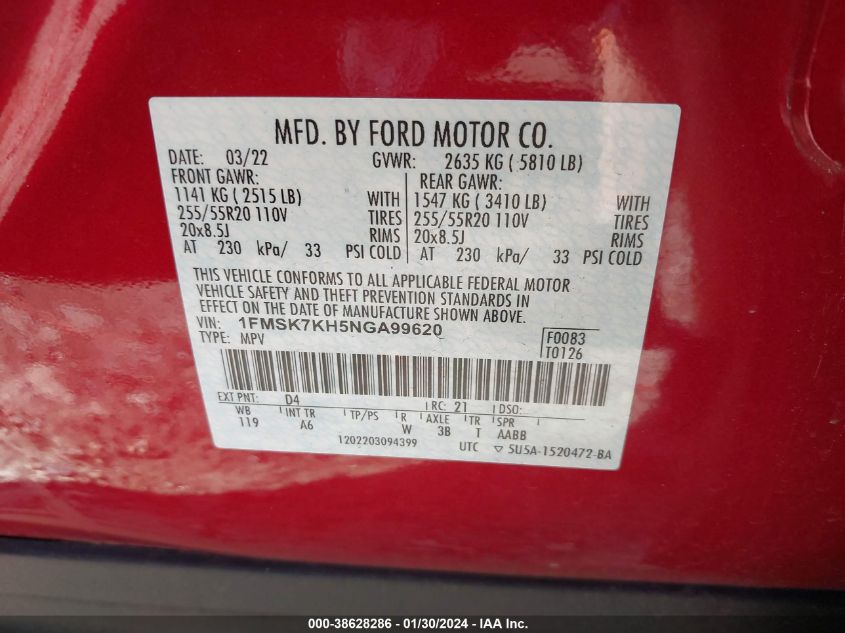 MFD. BY FORD MOTOR CO.
DATE: 03/22 GVWR: 2635 KG ( 5810 LB)
FRONT GAWR: REAR GAWR:
1141 KG ( 2515 LB) WITH 1547 KG ( 3410 LB) WITH
255/55R20 110V TIRES 255/55R20 110V TIRES
20x8.5J RIMS 20x8.5J RIMS
AT 230 kPa/ 33 PSI COLD AT 230 kPa/ 33 PSI COLD
THIS VEHICLE CONFORMS TO ALL APPLICABLE FEDERAL MOTOR
VEHICLE SAFETY AND THEFT PREVENTION STANDARDS IN
EFFECT ON THE DATE OF MANUFACTURE SHOWN ABOVE.
VIN: 1FMSK7KH5NGA99620 F0083
TYPE: MPV T0126
EXT PNT: D4 RC: 21 DSO:
WB INT TR TP/PS R AXLE TR SPR
119 A6 W 3B T AABB
1202203094399 UTC ▽ 5U5A-1520472-BA
000-38628286 - 01/30/2024 - IAA Inc.